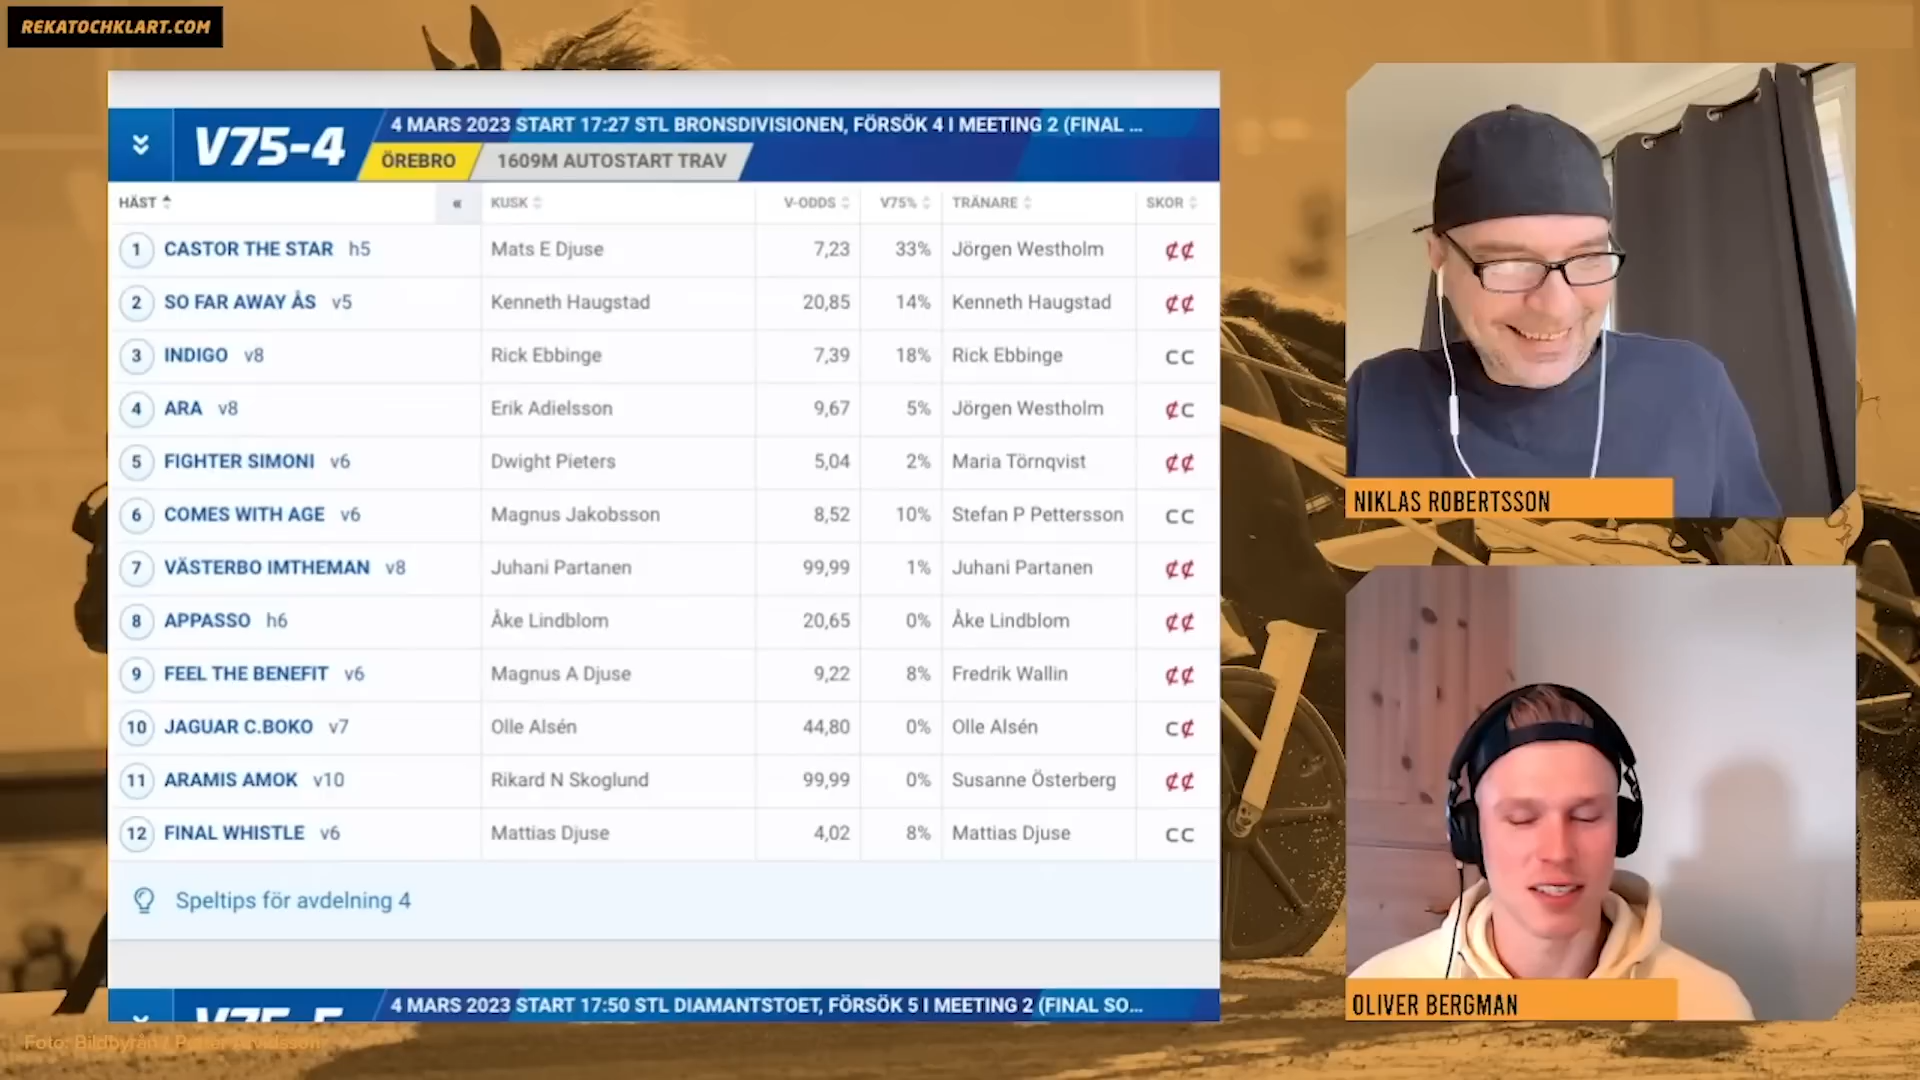 REKATOCHKLART.COM
V75-4
4 MARS 2023 START 17:27 STL BRONSDIVISIONEN, FÖRSÖK 4 I MEETING 2 (FINAL ...
ÖREBRO 1609M AUTOSTART TRAV
HÄST « KUSK V-ODDS V75% TRÄNARE SKOR
1 CASTOR THE STAR h5 Mats E Djuse 7,23 33% Jörgen Westholm ₵₵
2 SO FAR AWAY ÅS v5 Kenneth Haugstad 20,85 14% Kenneth Haugstad ₵₵
3 INDIGO v8 Rick Ebbinge 7,39 18% Rick Ebbinge CC
4 ARA v8 Erik Adielsson 9,67 5% Jörgen Westholm ₵C
5 FIGHTER SIMONI v6 Dwight Pieters 5,04 2% Maria Törnqvist ₵₵
6 COMES WITH AGE v6 Magnus Jakobsson 8,52 10% Stefan P Pettersson CC
7 VÄSTERBO IMTHEMAN v8 Juhani Partanen 99,99 1% Juhani Partanen ₵₵
8 APPASSO h6 Åke Lindblom 20,65 0% Åke Lindblom ₵₵
9 FEEL THE BENEFIT v6 Magnus A Djuse 9,22 8% Fredrik Wallin ₵₵
10 JAGUAR C.BOKO v7 Olle Alsén 44,80 0% Olle Alsén C₵
11 ARAMIS AMOK v10 Rikard N Skoglund 99,99 0% Susanne Österberg ₵₵
12 FINAL WHISTLE v6 Mattias Djuse 4,02 8% Mattias Djuse CC
Speltips för avdelning 4
V75-5
4 MARS 2023 START 17:50 STL DIAMANTSTOET, FÖRSÖK 5 I MEETING 2 (FINAL SO...
NIKLAS ROBERTSSON
OLIVER BERGMAN
Foto: Bildbyrån /